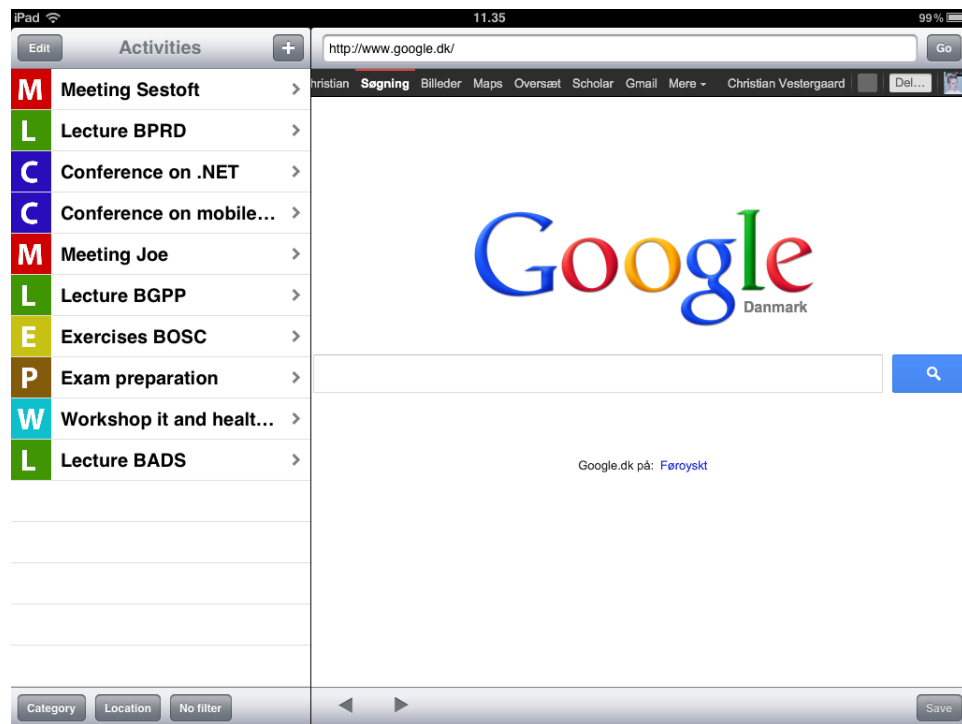 iPad 11.35 99%
Edit Activities +
http://www.google.dk/ Go
hristian Søgning Billeder Maps Oversæt Scholar Gmail Mere Christian Vestergaard Del...
M Meeting Sestoft
L Lecture BPRD
C Conference on .NET
C Conference on mobile...
M Meeting Joe
L Lecture BGPP
E Exercises BOSC
P Exam preparation
W Workshop it and healt...
L Lecture BADS
Google
Danmark
Google.dk på: Føroyskt
Category Location No filter
Save